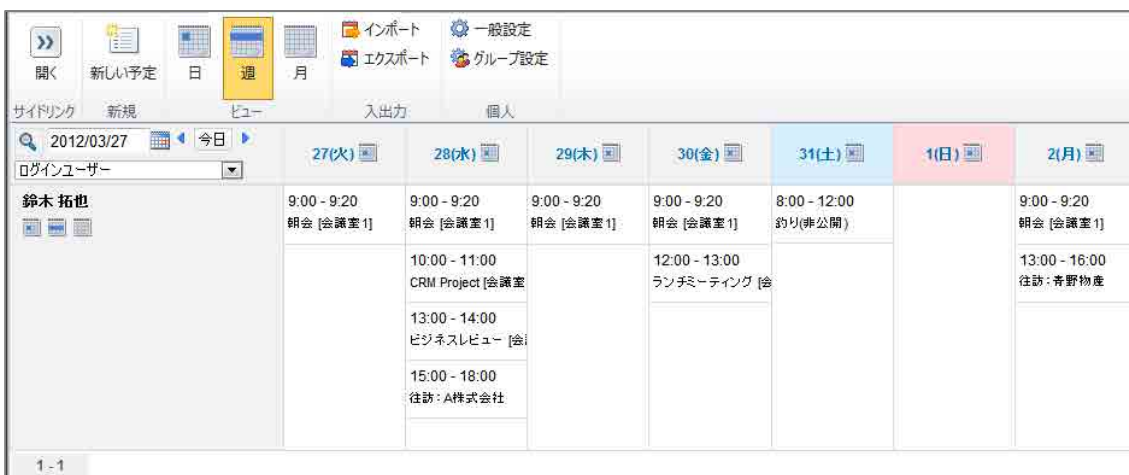 開く
新しい予定
日
週
月
インポート
エクスポート
一般設定
グループ設定
サイドリンク
新規
ビュー
入出力
個人
2012/03/27
今日
ログインユーザー
27(火)
28(水)
29(木)
30(金)
31(土)
1(日)
2(月)
鈴木 拓也
9:00 - 9:20
朝会 [会議室1]
9:00 - 9:20
朝会 [会議室1]
10:00 - 11:00
CRM Project [会議室
13:00 - 14:00
ビジネスレビュー [会
15:00 - 18:00
往訪：A株式会社
9:00 - 9:20
朝会 [会議室1]
9:00 - 9:20
朝会 [会議室1]
12:00 - 13:00
ランチミーティング [会
8:00 - 12:00
釣り(非公開)
9:00 - 9:20
朝会 [会議室1]
13:00 - 16:00
往訪：青野物産
1 - 1